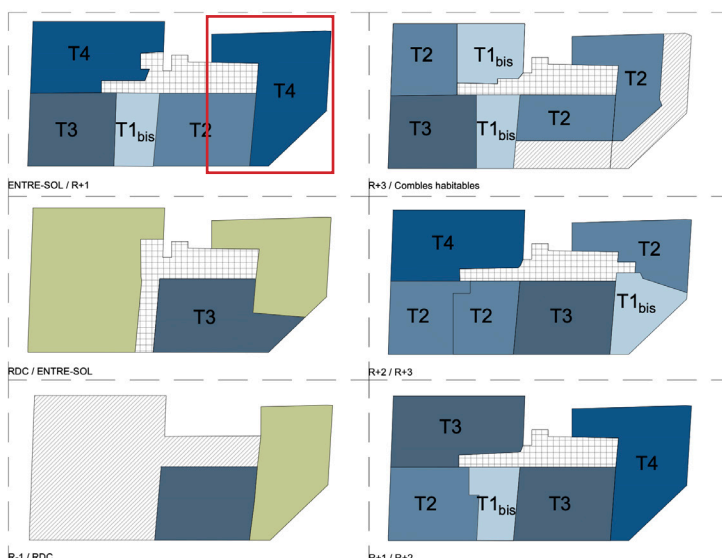 T4
T4
T3
T1bis
T2
ENTRE-SOL / R+1
T2
T1bis
T2
T3
T1bis
T2
R+3 / Combles habitables
T3
RDC / ENTRE-SOL
T4
T2
T2
T2
T3
T1bis
R+2 / R+3
R-1 / RDC
T3
T4
T2
T1bis
T3
R+1 / R+2